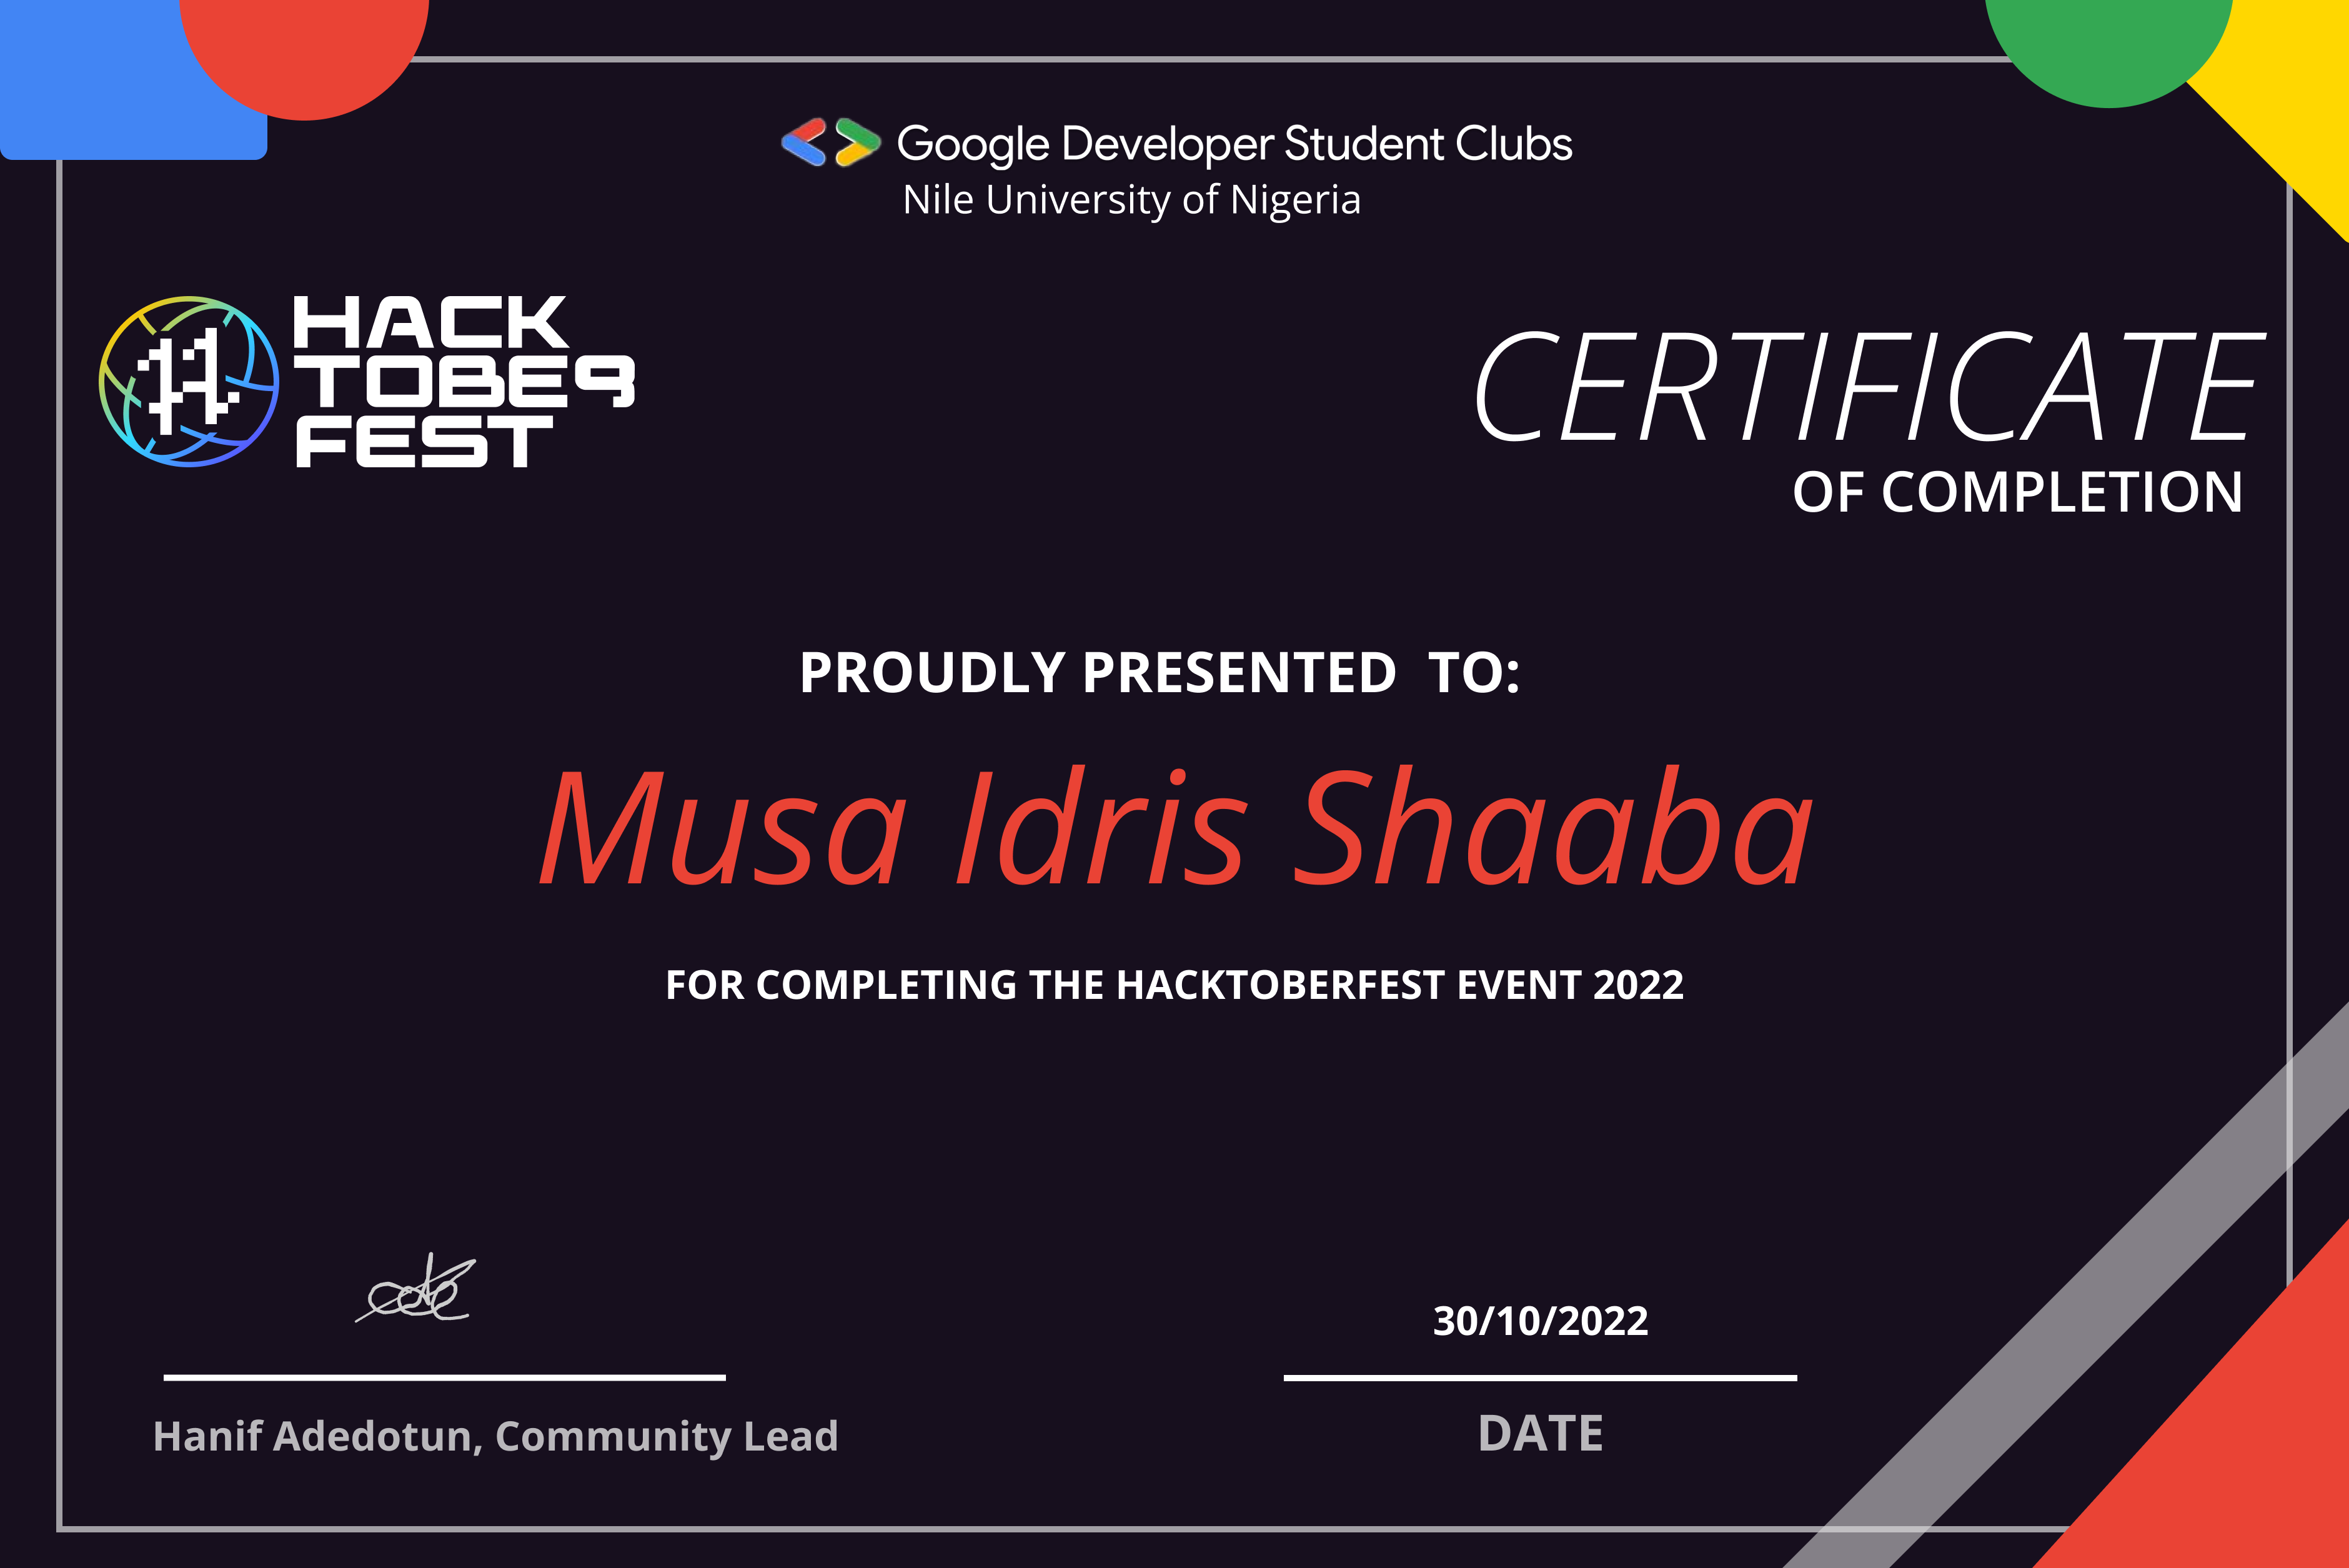 Google Developer Student Clubs
Nile University of Nigeria
HACK
TOBER
FEST
CERTIFICATE
OF COMPLETION
PROUDLY PRESENTED TO:
Musa Idris Shaaba
FOR COMPLETING THE HACKTOBERFEST EVENT 2022
30/10/2022
Hanif Adedotun, Community Lead
DATE